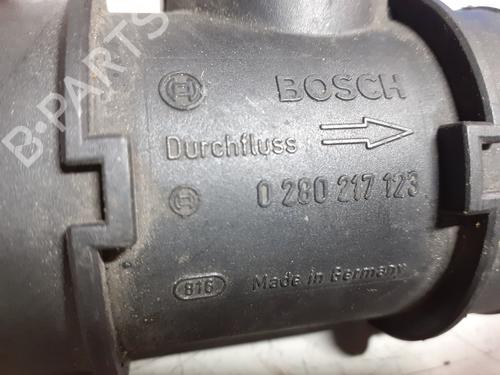 BOSCH
Durchfluss
0 280 217 123
816 Made in Germany
B-PARTS